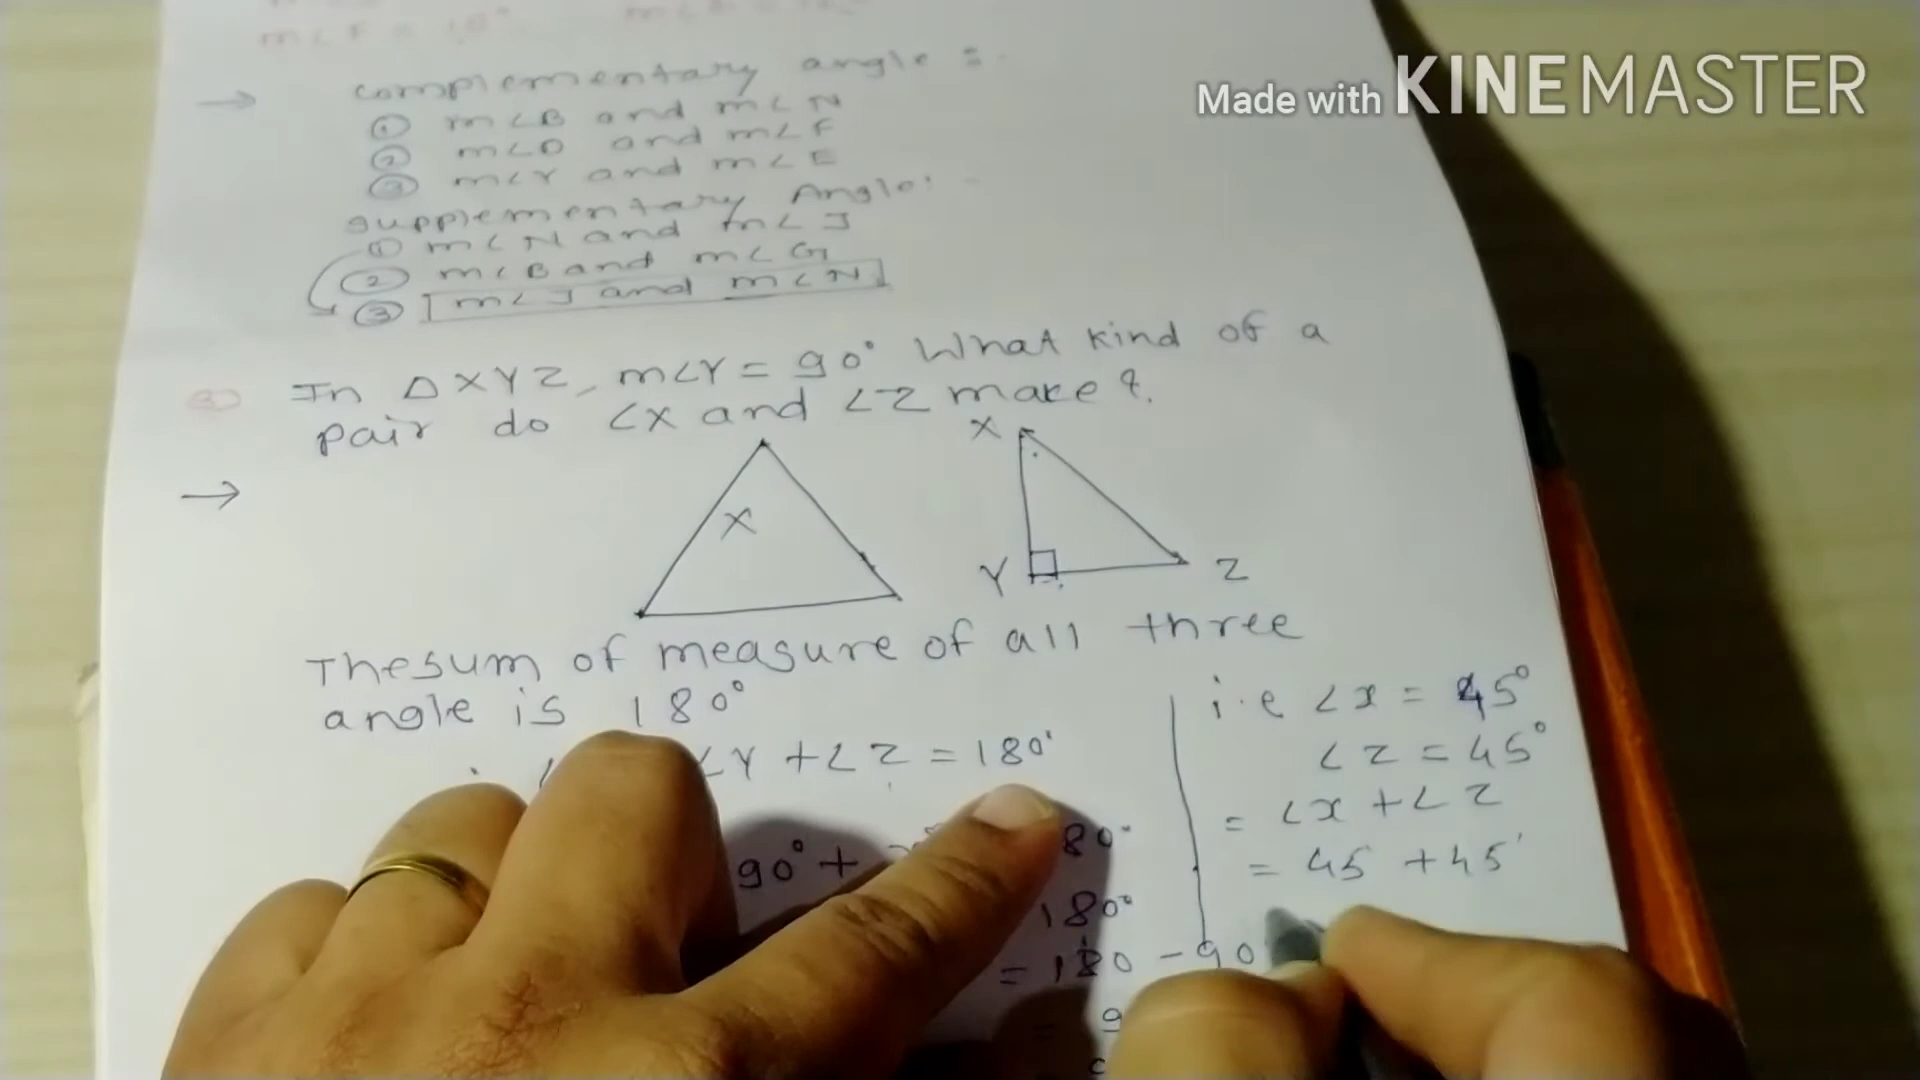 Made with KINEMASTER
complementary angle :
① m∠B and m∠N
② m∠D and m∠F
③ m∠Y and m∠E
supplementary Angle:
① m∠N and m∠J
② m∠B and m∠G
③ m∠J and m∠N
In △XYZ, m∠Y = 90° What kind of a
pair do ∠X and ∠Z make ?.
X
X
Y
Z
Thesum of measure of all three
angle is 180°
∠Y + ∠Z = 180°
90° +
80°
180°
= 180 - 90
i.e ∠x = 45°
∠Z = 45°
= ∠x + ∠Z
= 45 + 45